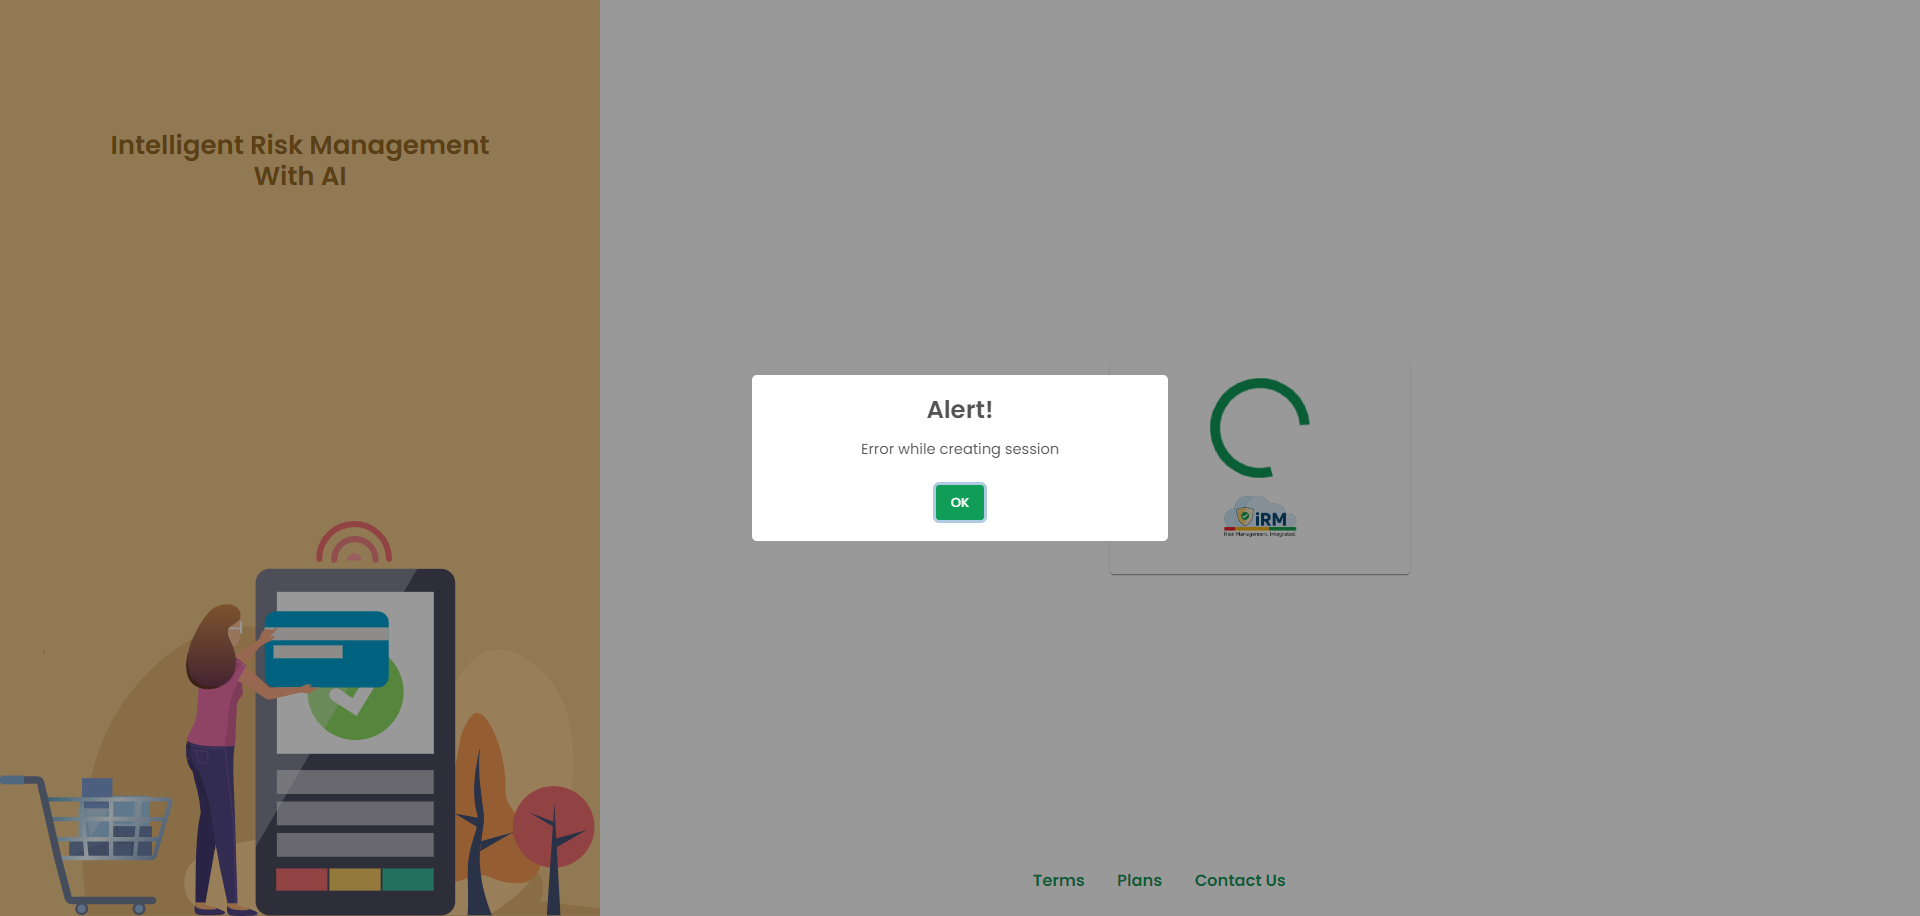 Intelligent Risk Management
With AI
Alert!
Error while creating session
OK
iRM
Risk Management. Integrated.
Terms
Plans
Contact Us